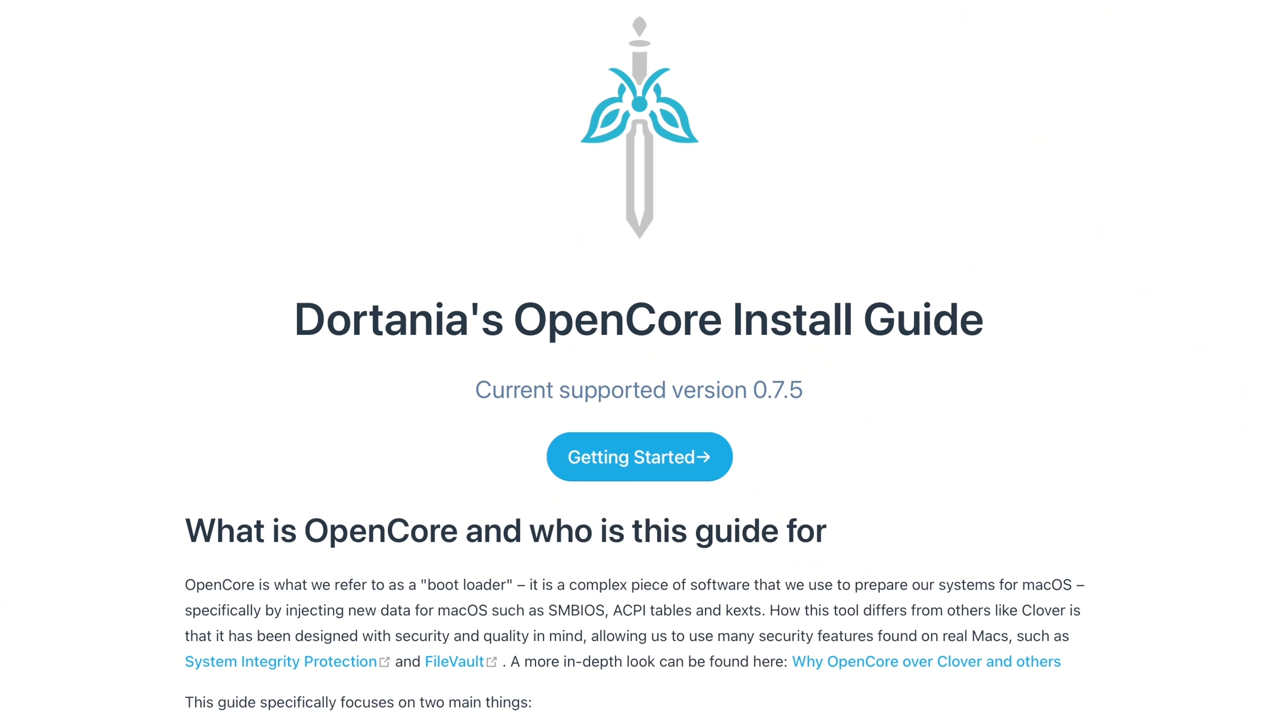 Dortania's OpenCore Install Guide
Current supported version 0.7.5
Getting Started→
What is OpenCore and who is this guide for
OpenCore is what we refer to as a "boot loader" – it is a complex piece of software that we use to prepare our systems for macOS –
specifically by injecting new data for macOS such as SMBIOS, ACPI tables and kexts. How this tool differs from others like Clover is
that it has been designed with security and quality in mind, allowing us to use many security features found on real Macs, such as
System Integrity Protection and FileVault . A more in-depth look can be found here: Why OpenCore over Clover and others
This guide specifically focuses on two main things: